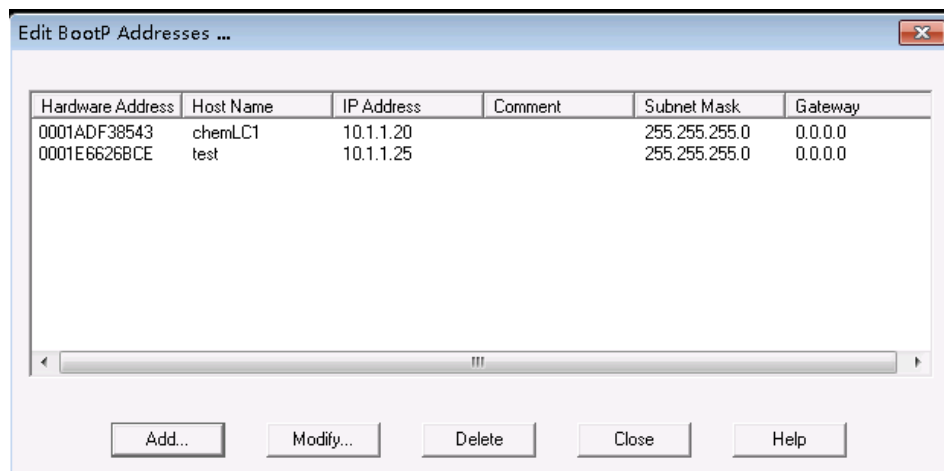 Edit BootP Addresses ...
Hardware Address Host Name IP Address Comment Subnet Mask Gateway
0001ADF38543 chemLC1 10.1.1.20 255.255.255.0 0.0.0.0
0001E6626BCE test 10.1.1.25 255.255.255.0 0.0.0.0
Add... Modify... Delete Close Help